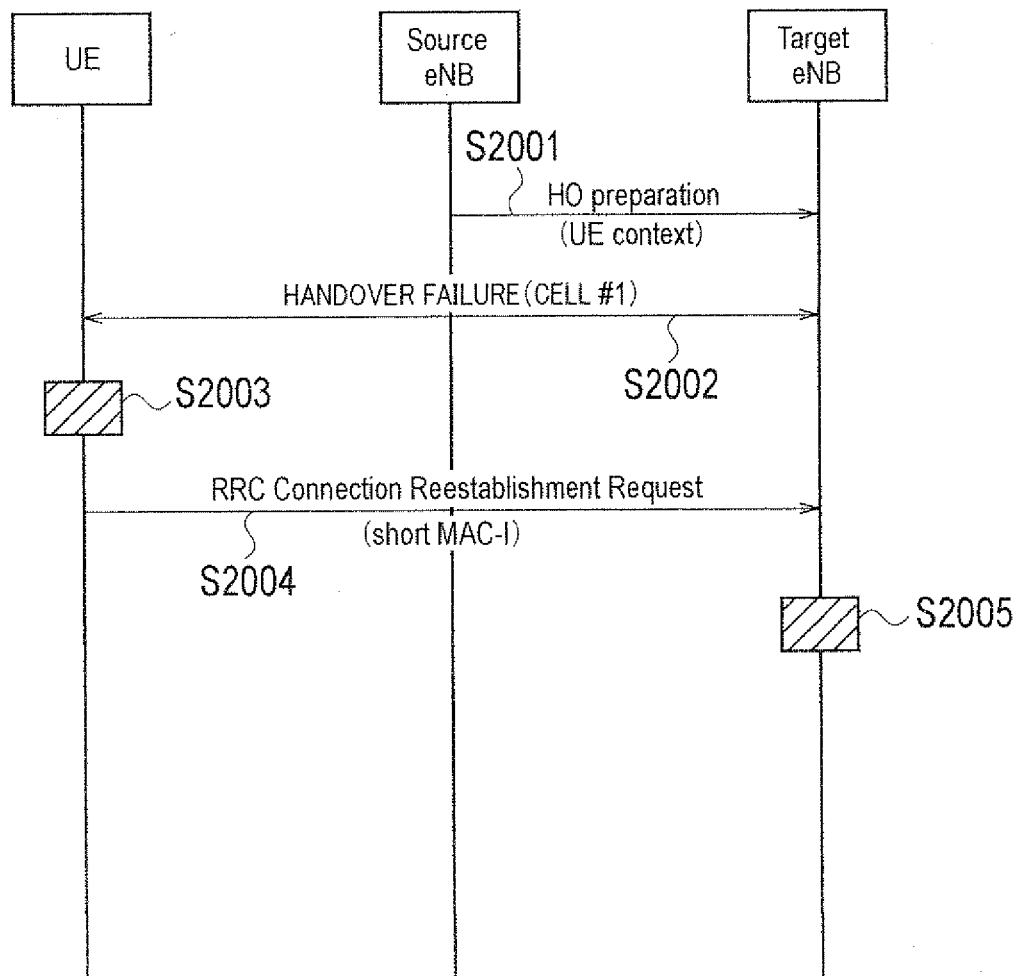 UE
Source
eNB
Target
eNB
S2001
HO preparation
(UE context)
HANDOVER FAILURE(CELL #1)
S2002
S2003
RRC Connection Reestablishment Request
(short MAC-I)
S2004
S2005